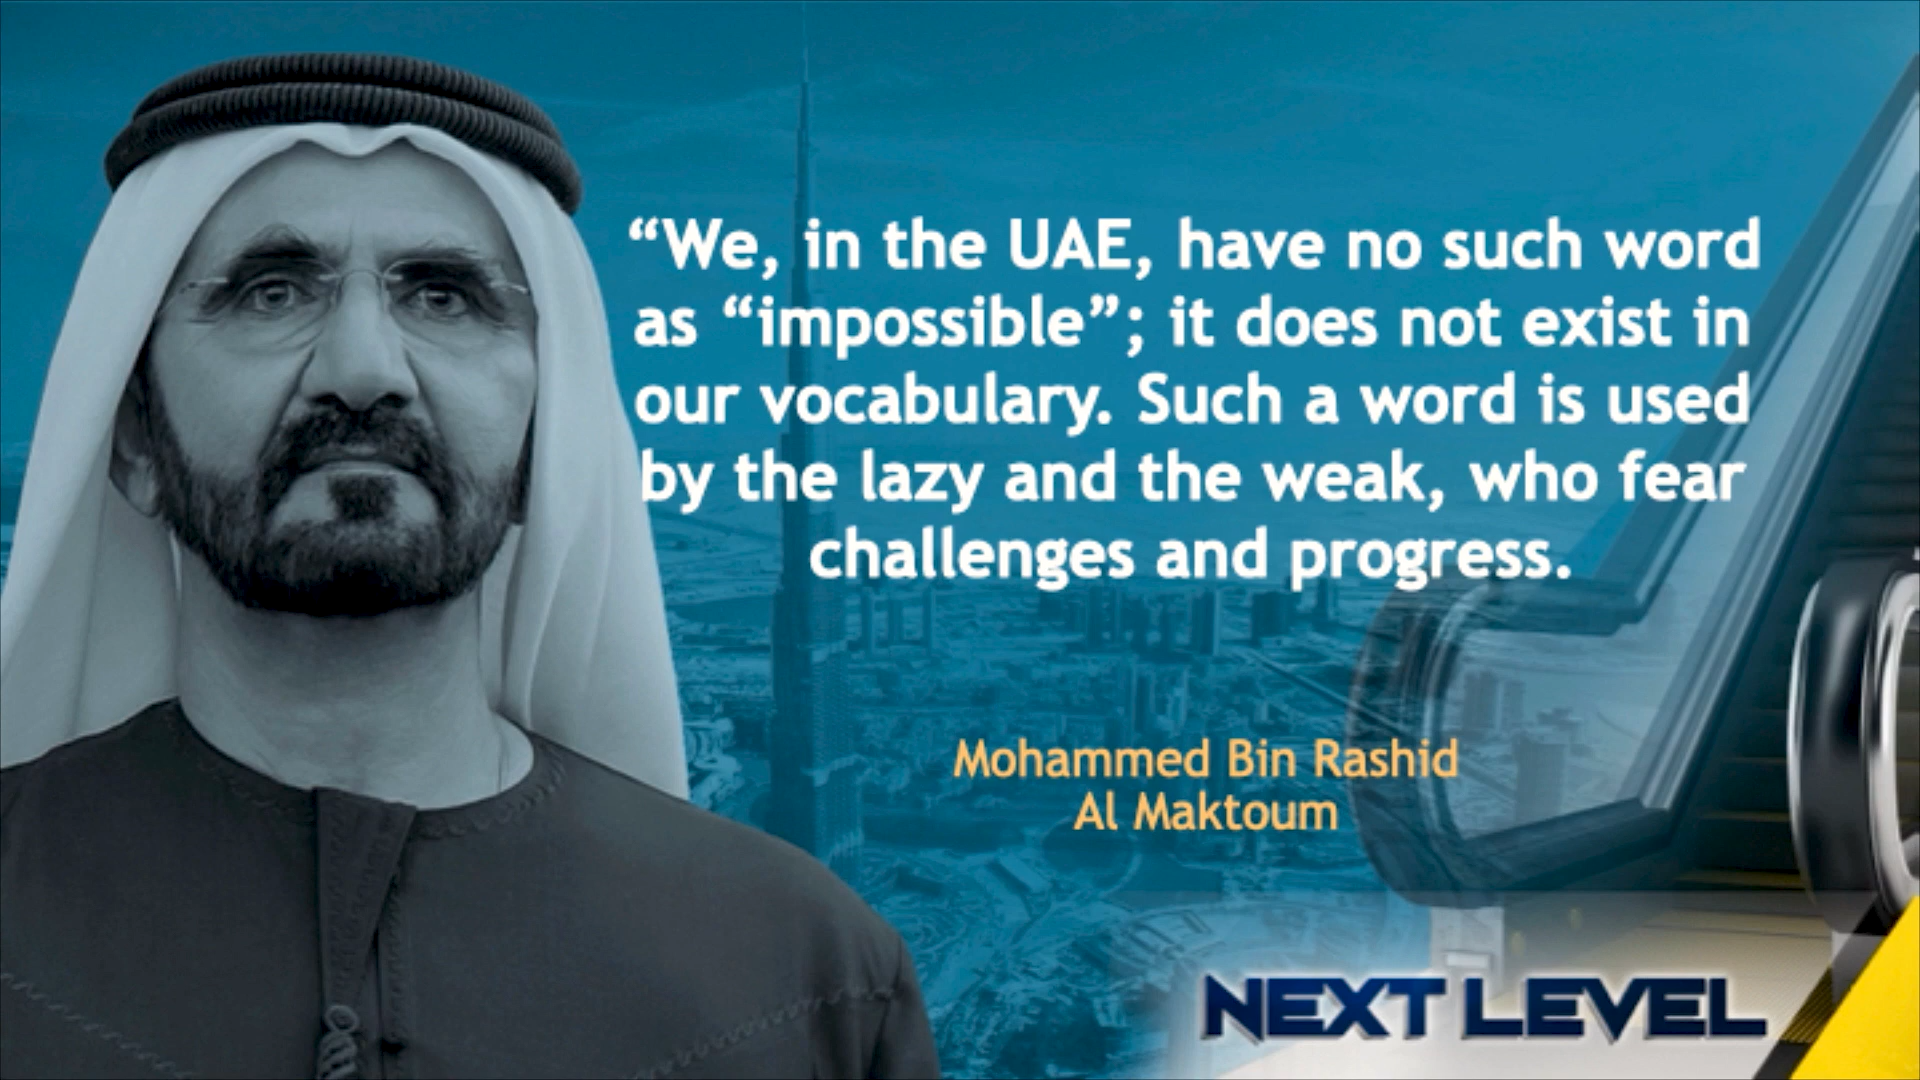 “We, in the UAE, have no such word
as “impossible”; it does not exist in
our vocabulary. Such a word is used
by the lazy and the weak, who fear
challenges and progress.
Mohammed Bin Rashid
Al Maktoum
NEXT LEVEL